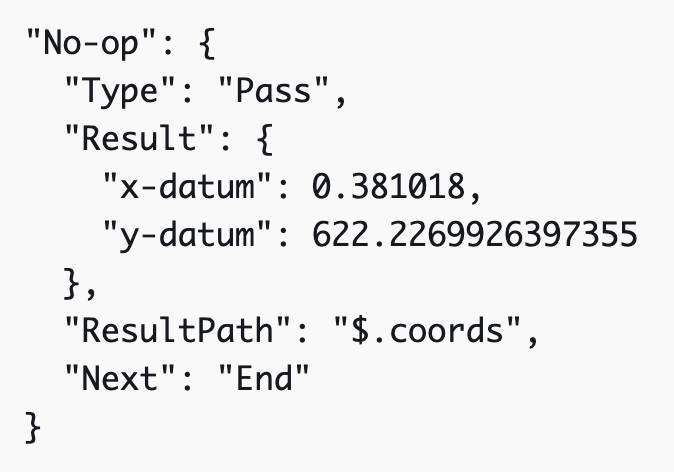 "No-op": {
  "Type": "Pass",
  "Result": {
    "x-datum": 0.381018,
    "y-datum": 622.2269926397355
  },
  "ResultPath": "$.coords",
  "Next": "End"
}